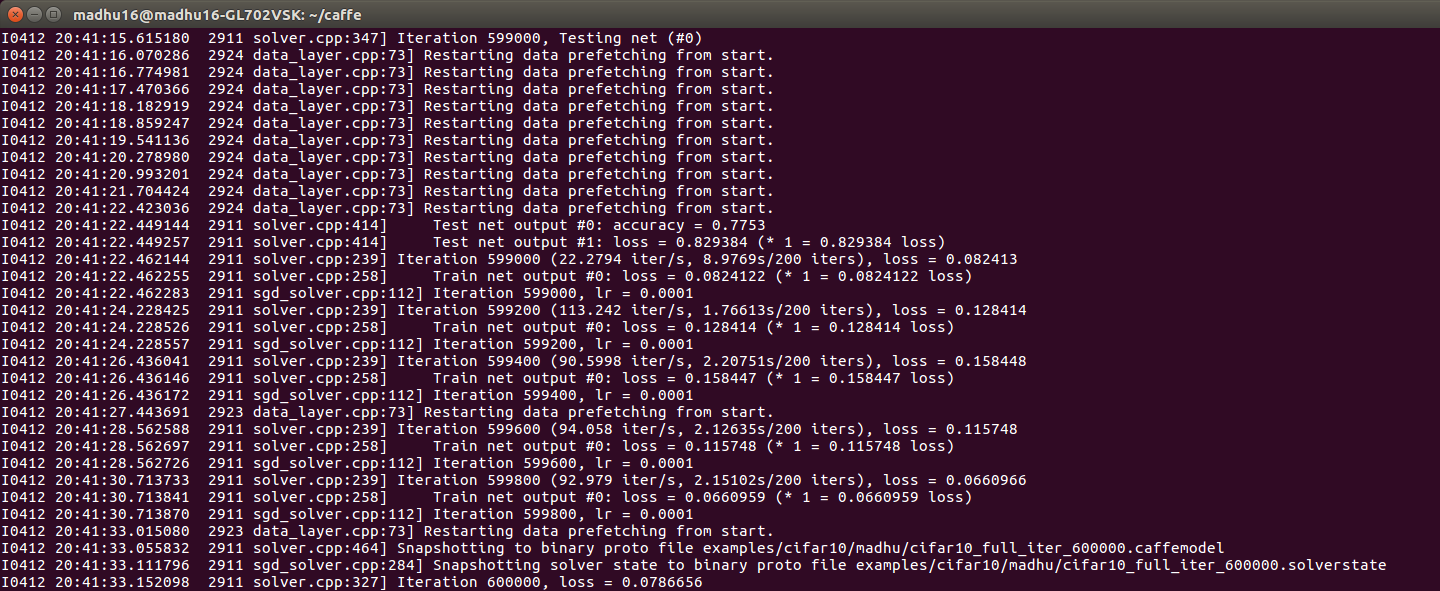 madhu16@madhu16-GL702VSK: ~/caffe
I0412 20:41:15.615180  2911 solver.cpp:347] Iteration 599000, Testing net (#0)
I0412 20:41:16.070286  2924 data_layer.cpp:73] Restarting data prefetching from start.
I0412 20:41:16.774981  2924 data_layer.cpp:73] Restarting data prefetching from start.
I0412 20:41:17.470366  2924 data_layer.cpp:73] Restarting data prefetching from start.
I0412 20:41:18.182919  2924 data_layer.cpp:73] Restarting data prefetching from start.
I0412 20:41:18.859247  2924 data_layer.cpp:73] Restarting data prefetching from start.
I0412 20:41:19.541136  2924 data_layer.cpp:73] Restarting data prefetching from start.
I0412 20:41:20.278980  2924 data_layer.cpp:73] Restarting data prefetching from start.
I0412 20:41:20.993201  2924 data_layer.cpp:73] Restarting data prefetching from start.
I0412 20:41:21.704424  2924 data_layer.cpp:73] Restarting data prefetching from start.
I0412 20:41:22.423036  2924 data_layer.cpp:73] Restarting data prefetching from start.
I0412 20:41:22.449144  2911 solver.cpp:414]     Test net output #0: accuracy = 0.7753
I0412 20:41:22.449257  2911 solver.cpp:414]     Test net output #1: loss = 0.829384 (* 1 = 0.829384 loss)
I0412 20:41:22.462144  2911 solver.cpp:239] Iteration 599000 (22.2794 iter/s, 8.9769s/200 iters), loss = 0.082413
I0412 20:41:22.462255  2911 solver.cpp:258]     Train net output #0: loss = 0.0824122 (* 1 = 0.0824122 loss)
I0412 20:41:22.462283  2911 sgd_solver.cpp:112] Iteration 599000, lr = 0.0001
I0412 20:41:24.228425  2911 solver.cpp:239] Iteration 599200 (113.242 iter/s, 1.76613s/200 iters), loss = 0.128414
I0412 20:41:24.228526  2911 solver.cpp:258]     Train net output #0: loss = 0.128414 (* 1 = 0.128414 loss)
I0412 20:41:24.228557  2911 sgd_solver.cpp:112] Iteration 599200, lr = 0.0001
I0412 20:41:26.436041  2911 solver.cpp:239] Iteration 599400 (90.5998 iter/s, 2.20751s/200 iters), loss = 0.158448
I0412 20:41:26.436146  2911 solver.cpp:258]     Train net output #0: loss = 0.158447 (* 1 = 0.158447 loss)
I0412 20:41:26.436172  2911 sgd_solver.cpp:112] Iteration 599400, lr = 0.0001
I0412 20:41:27.443691  2923 data_layer.cpp:73] Restarting data prefetching from start.
I0412 20:41:28.562588  2911 solver.cpp:239] Iteration 599600 (94.058 iter/s, 2.12635s/200 iters), loss = 0.115748
I0412 20:41:28.562697  2911 solver.cpp:258]     Train net output #0: loss = 0.115748 (* 1 = 0.115748 loss)
I0412 20:41:28.562726  2911 sgd_solver.cpp:112] Iteration 599600, lr = 0.0001
I0412 20:41:30.713733  2911 solver.cpp:239] Iteration 599800 (92.979 iter/s, 2.15102s/200 iters), loss = 0.0660966
I0412 20:41:30.713841  2911 solver.cpp:258]     Train net output #0: loss = 0.0660959 (* 1 = 0.0660959 loss)
I0412 20:41:30.713870  2911 sgd_solver.cpp:112] Iteration 599800, lr = 0.0001
I0412 20:41:33.015080  2923 data_layer.cpp:73] Restarting data prefetching from start.
I0412 20:41:33.055832  2911 solver.cpp:464] Snapshotting to binary proto file examples/cifar10/madhu/cifar10_full_iter_600000.caffemodel
I0412 20:41:33.111796  2911 sgd_solver.cpp:284] Snapshotting solver state to binary proto file examples/cifar10/madhu/cifar10_full_iter_600000.solverstate
I0412 20:41:33.152098  2911 solver.cpp:327] Iteration 600000, loss = 0.0786656